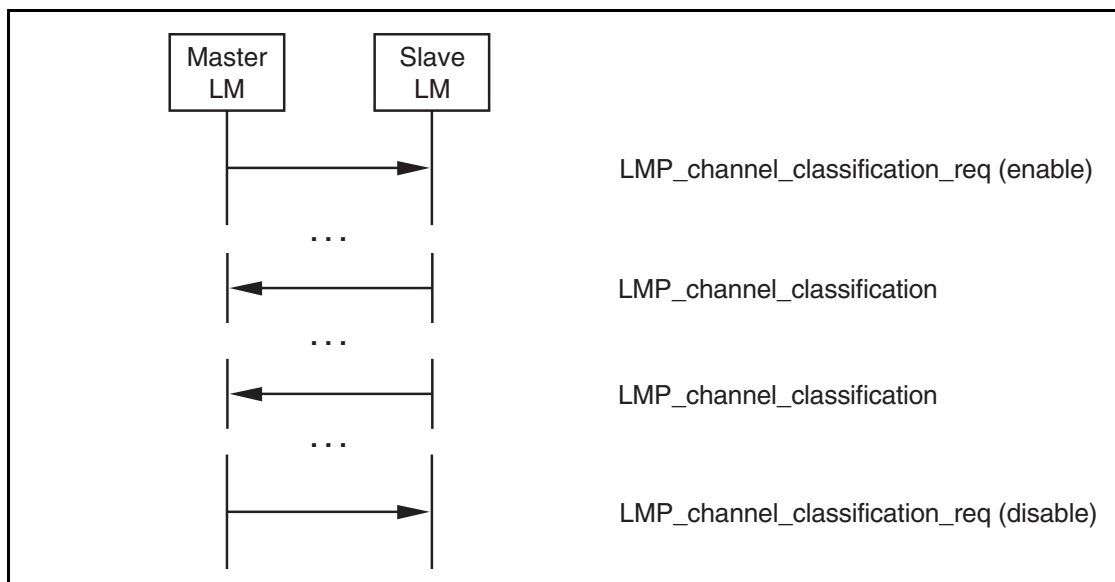 Master
LM
Slave
LM
LMP_channel_classification_req (enable)
...
LMP_channel_classification
...
LMP_channel_classification
...
LMP_channel_classification_req (disable)